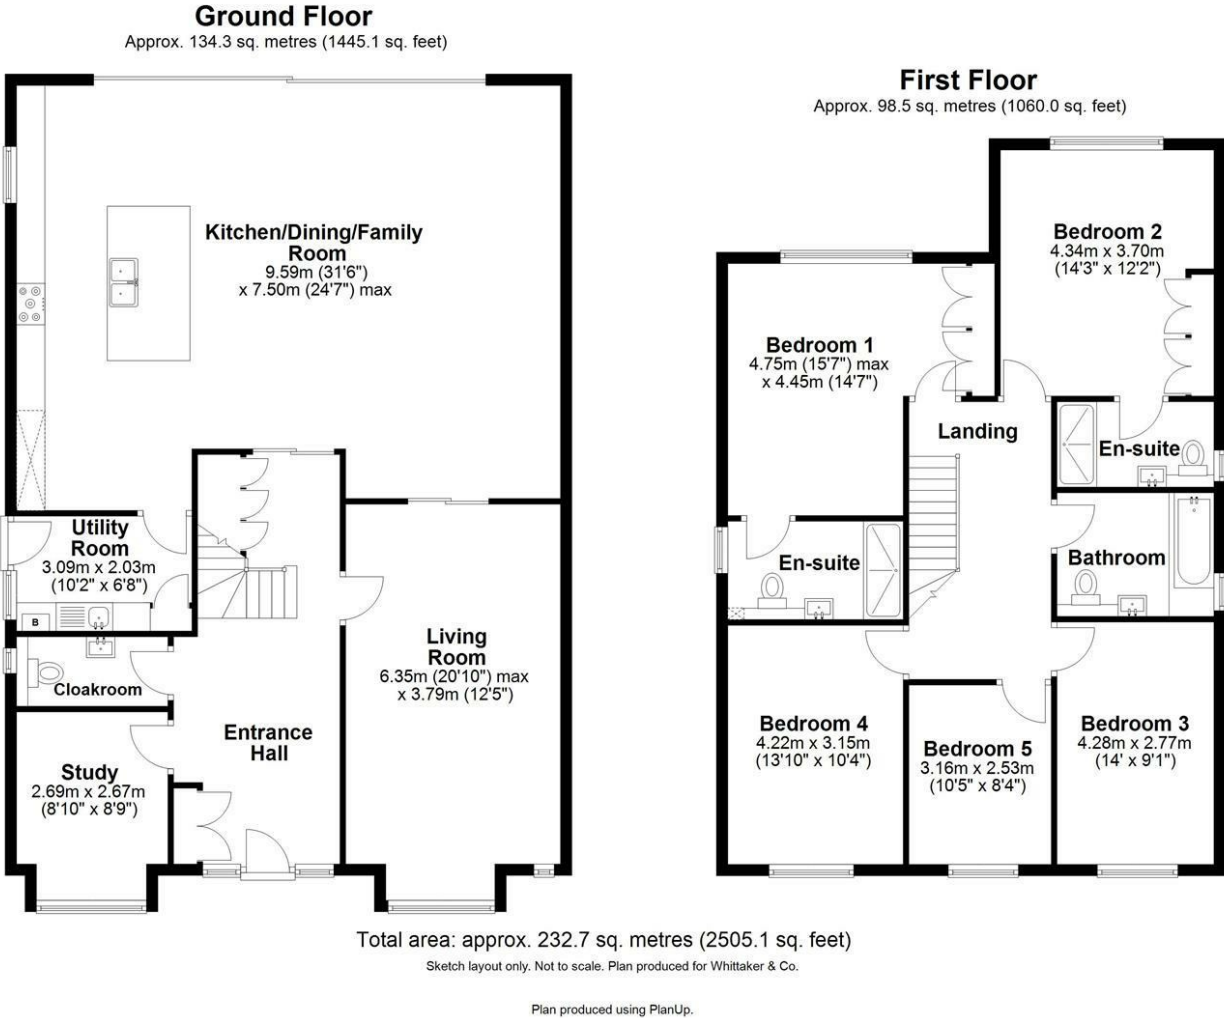 Ground Floor
Approx. 134.3 sq. metres (1445.1 sq. feet)
Kitchen/Dining/Family
Room
9.59m (31'6")
x 7.50m (24'7") max
Utility
Room
3.09m x 2.03m
(10'2" x 6'8")
B
Cloakroom
Study
2.69m x 2.67m
(8'10" x 8'9")
Entrance
Hall
Living
Room
6.35m (20'10") max
x 3.79m (12'5")
First Floor
Approx. 98.5 sq. metres (1060.0 sq. feet)
Bedroom 2
4.34m x 3.70m
(14'3" x 12'2")
Bedroom 1
4.75m (15'7") max
x 4.45m (14'7")
Landing
En-suite
En-suite
Bathroom
Bedroom 4
4.22m x 3.15m
(13'10" x 10'4")
Bedroom 5
3.16m x 2.53m
(10'5" x 8'4")
Bedroom 3
4.28m x 2.77m
(14' x 9'1")
Total area: approx. 232.7 sq. metres (2505.1 sq. feet)
Sketch layout only. Not to scale. Plan produced for Whittaker & Co.
Plan produced using PlanUp.